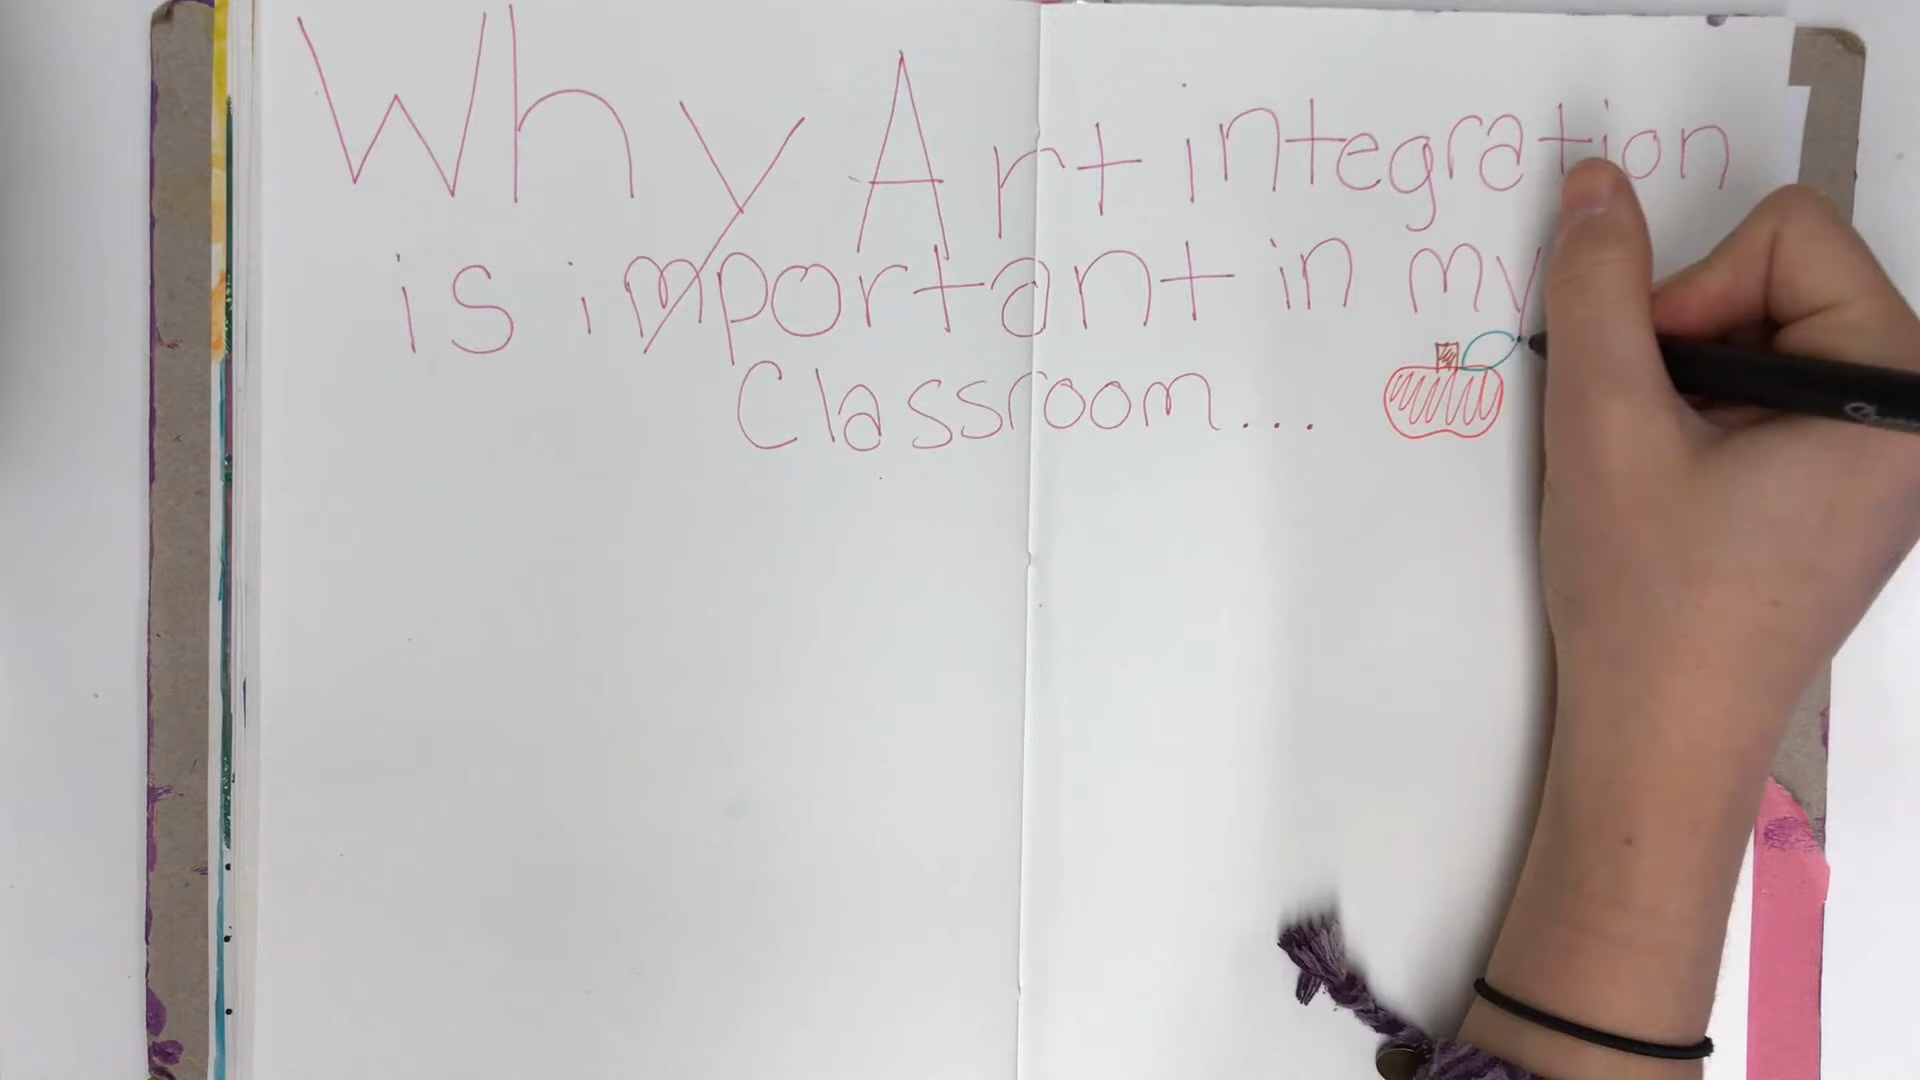 Why Art integration
is important in my
Classroom....